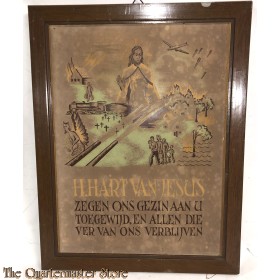 H.HART VAN JESUS
ZEGEN ONS GEZIN AAN U
TOEGEWIJD, EN ALLEN DIE
VER VAN ONS VERBLIJVEN
The Quartermaster Store